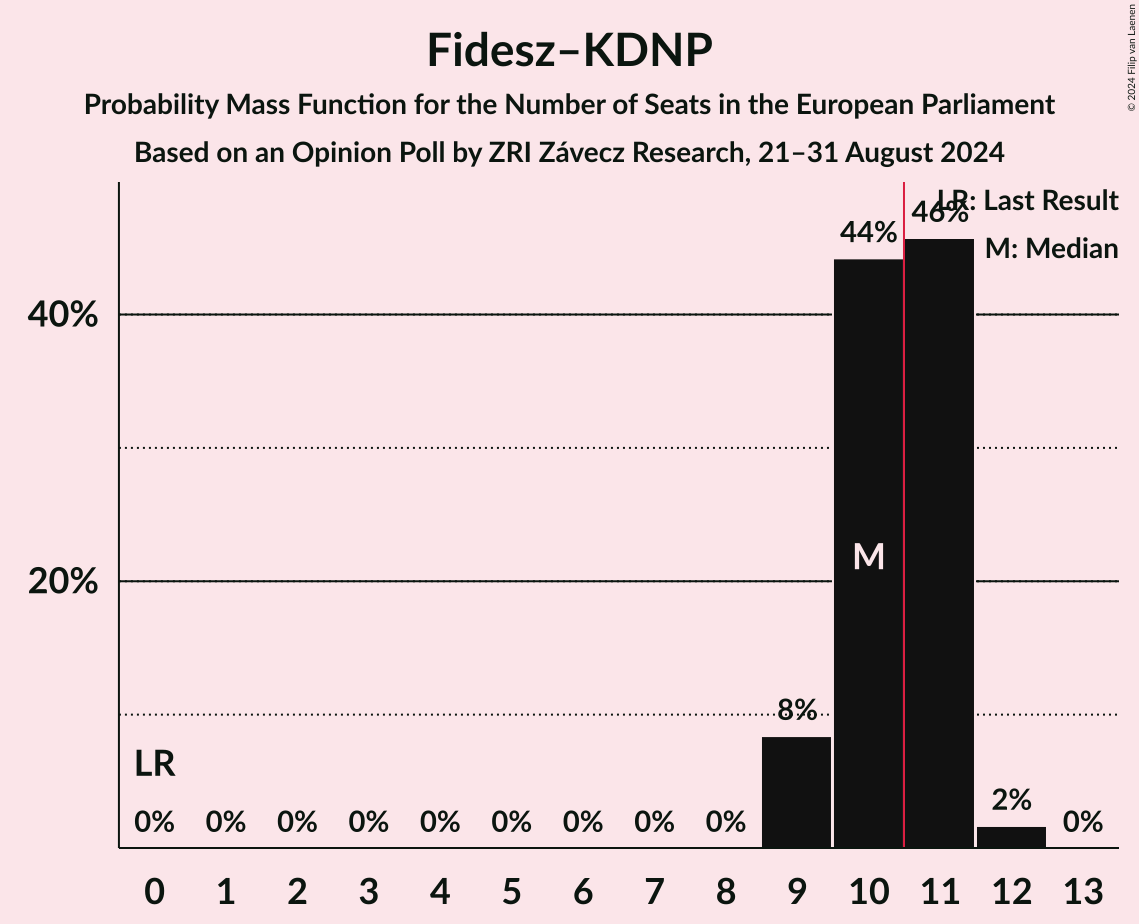 Fidesz–KDNP
Probability Mass Function for the Number of Seats in the European Parliament
Based on an Opinion Poll by ZRI Závecz Research, 21–31 August 2024
© 2024 Filip van Laenen
LR: Last Result
M: Median
46%
44%
40%
M
20%
8%
LR
2%
0% 0% 0% 0% 0% 0% 0% 0% 0% 0%
0 1 2 3 4 5 6 7 8 9 10 11 12 13